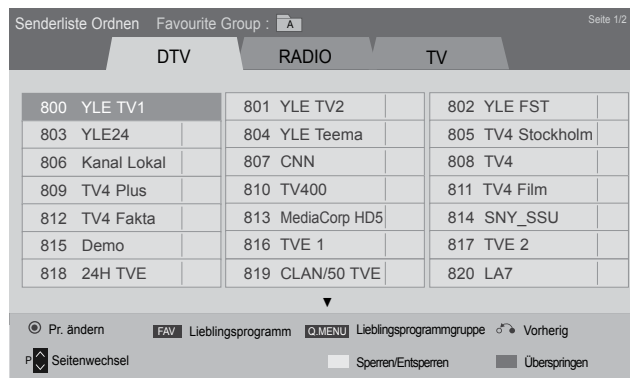 Senderliste Ordnen Favourite Group : A Seite 1/2
DTV RADIO TV
800 YLE TV1 801 YLE TV2 802 YLE FST
803 YLE24 804 YLE Teema 805 TV4 Stockholm
806 Kanal Lokal 807 CNN 808 TV4
809 TV4 Plus 810 TV400 811 TV4 Film
812 TV4 Fakta 813 MediaCorp HD5 814 SNY_SSU
815 Demo 816 TVE 1 817 TVE 2
818 24H TVE 819 CLAN/50 TVE 820 LA7
Pr. ändern FAV Lieblingsprogramm Q.MENU Lieblingsprogrammgruppe Vorherig
P Seitenwechsel Sperren/Entsperren Überspringen